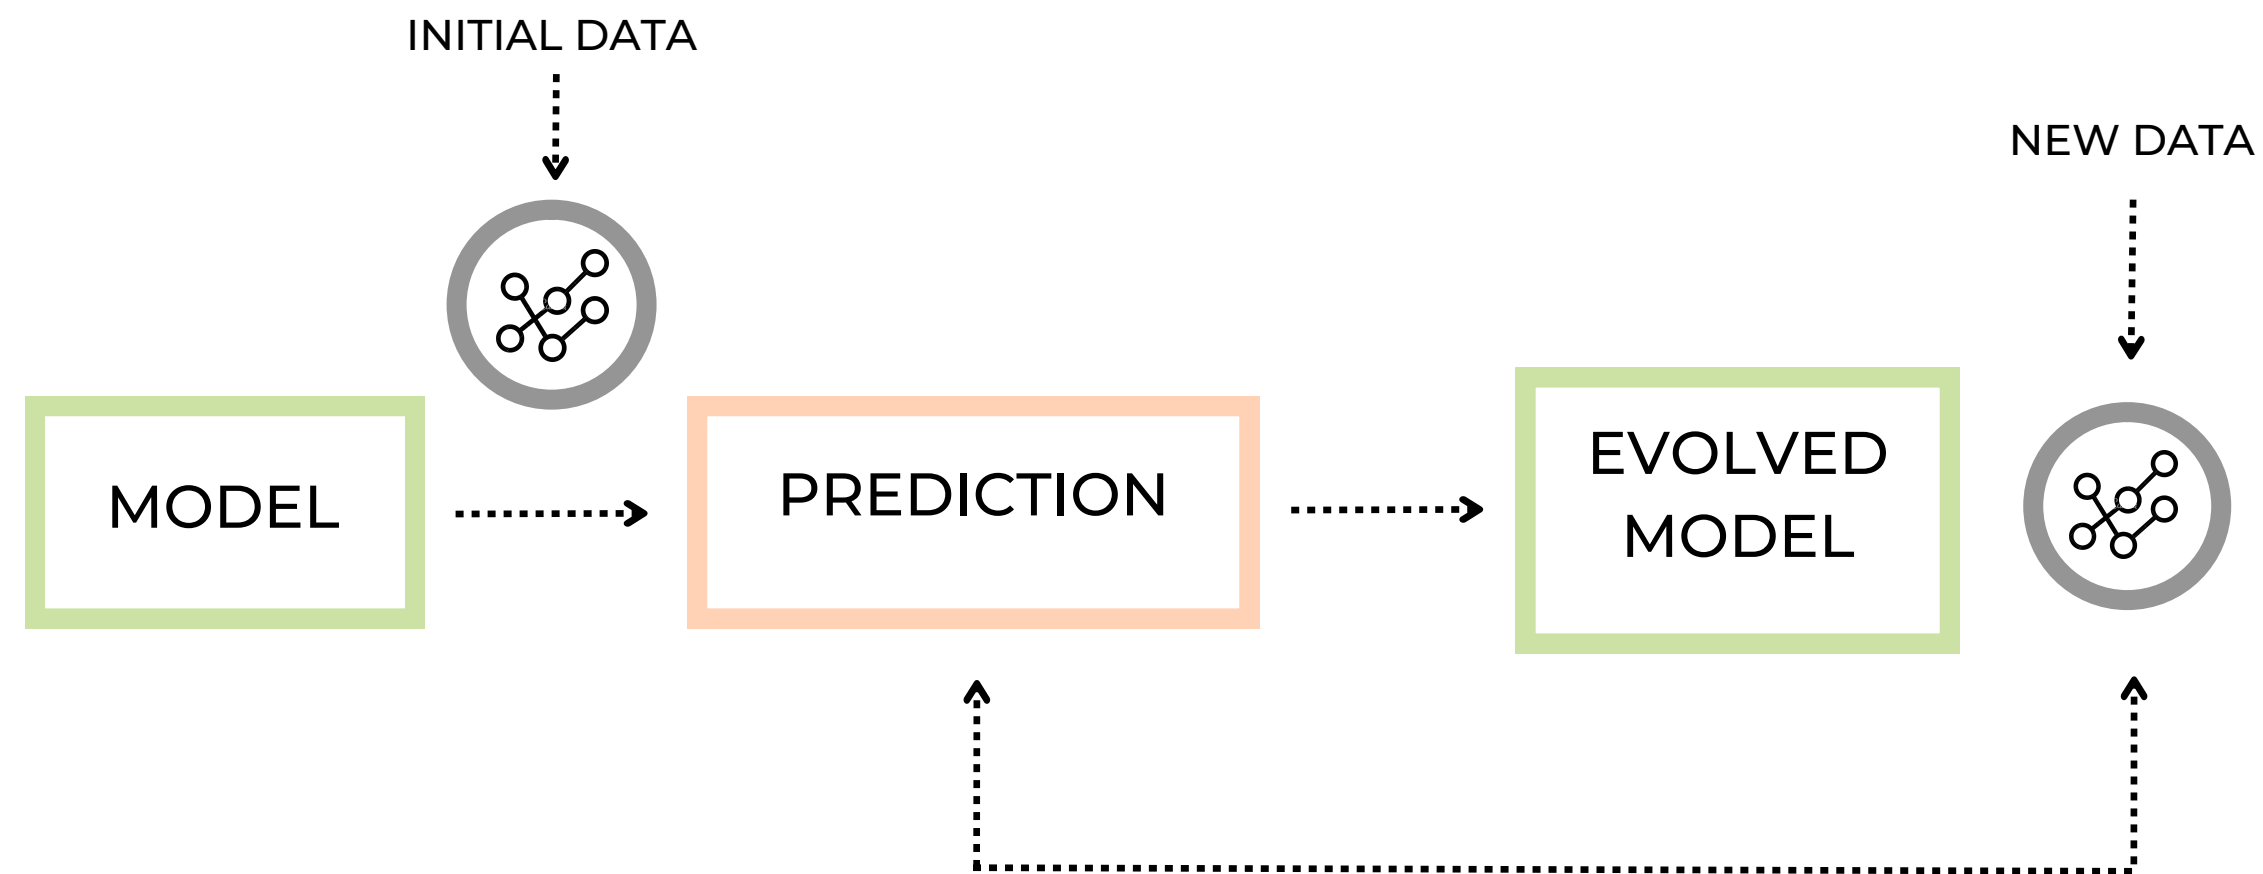 INITIAL DATA
NEW DATA
MODEL
PREDICTION
EVOLVED
MODEL